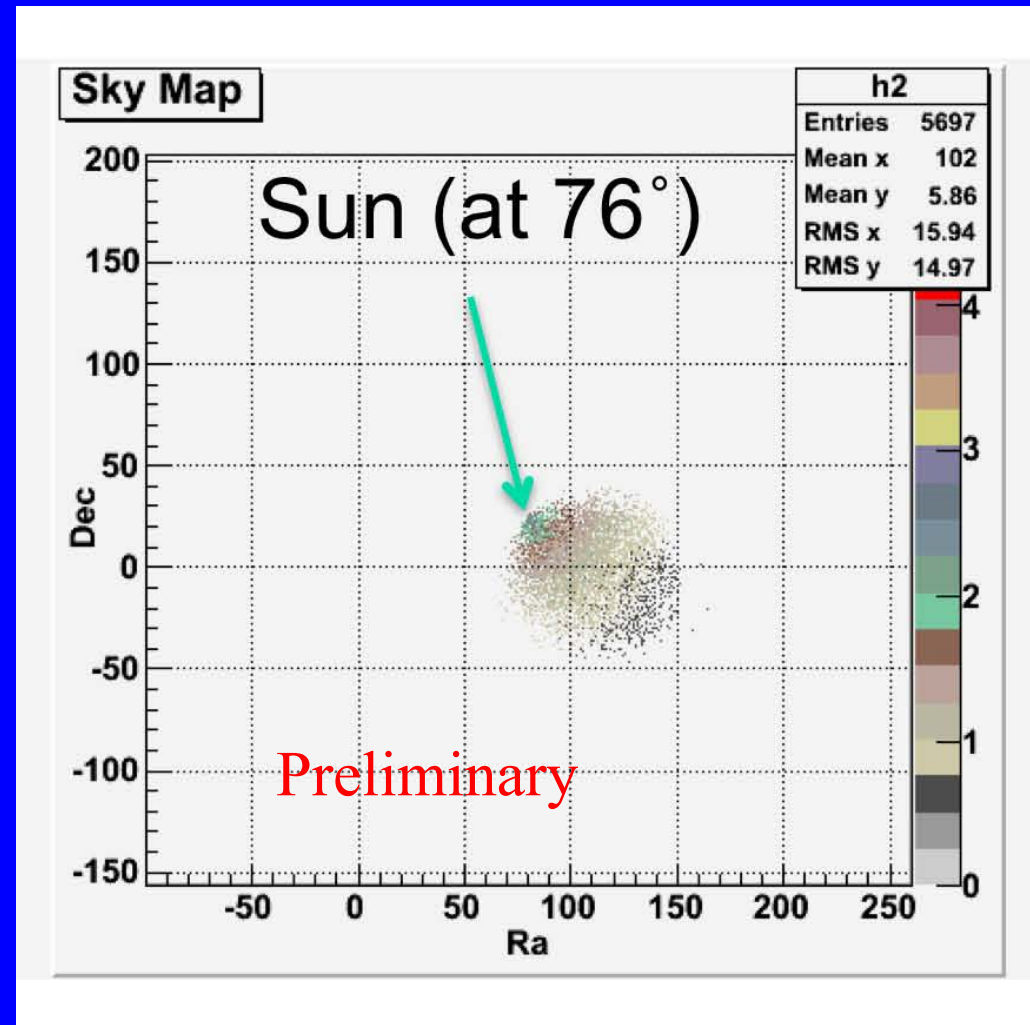 Sky Map
h2
Entries 5697
Mean x 102
Mean y 5.86
RMS x 15.94
RMS y 14.97
Sun (at 76°)
200
150
100
50
0
-50
-100
-150
Dec
-50 0 50 100 150 200 250
Ra
4
3
2
1
0
Preliminary